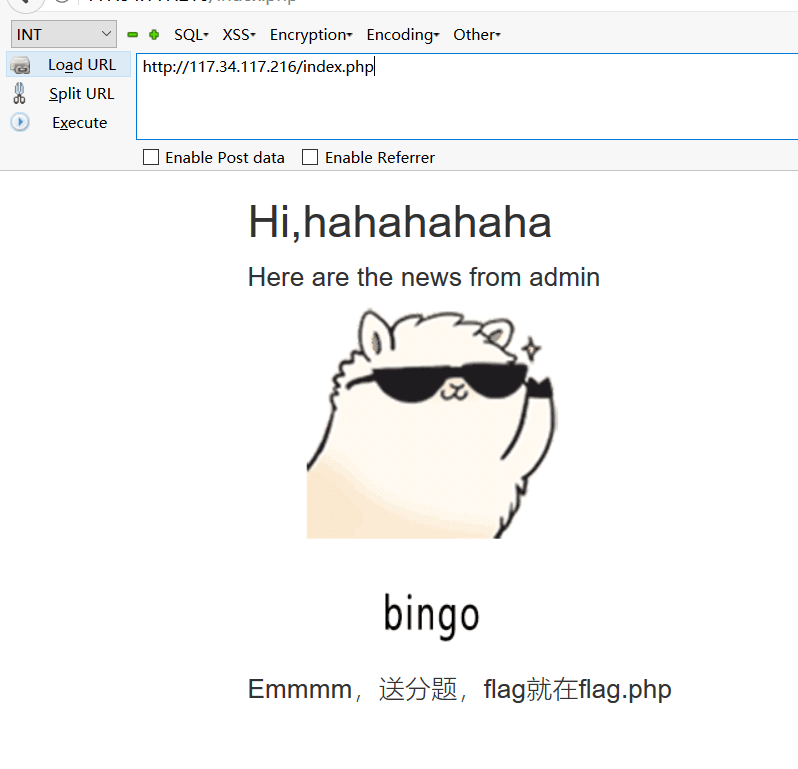 INT SQL▾ XSS▾ Encryption▾ Encoding▾ Other▾
Load URL http://117.34.117.216/index.php
Split URL
Execute
Enable Post data Enable Referrer
Hi,hahahahaha
Here are the news from admin
bingo
Emmmm，送分题，flag就在flag.php